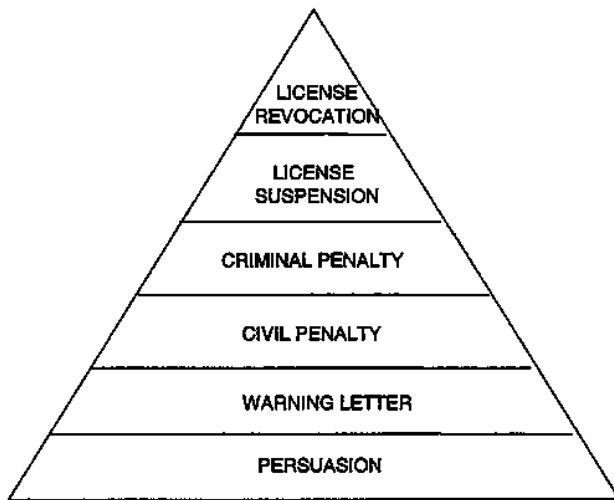 LICENSE
REVOCATION
LICENSE
SUSPENSION
CRIMINAL PENALTY
CIVIL PENALTY
WARNING LETTER
PERSUASION